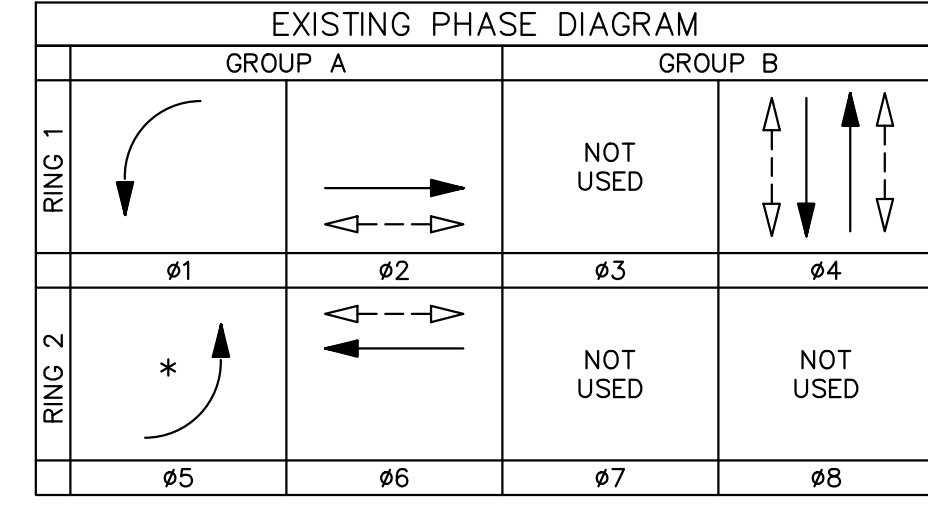 EXISTING PHASE DIAGRAM
GROUP A
GROUP B
RING 1
NOT
USED
ø1
ø2
ø3
ø4
RING 2
*
NOT
USED
NOT
USED
ø5
ø6
ø7
ø8